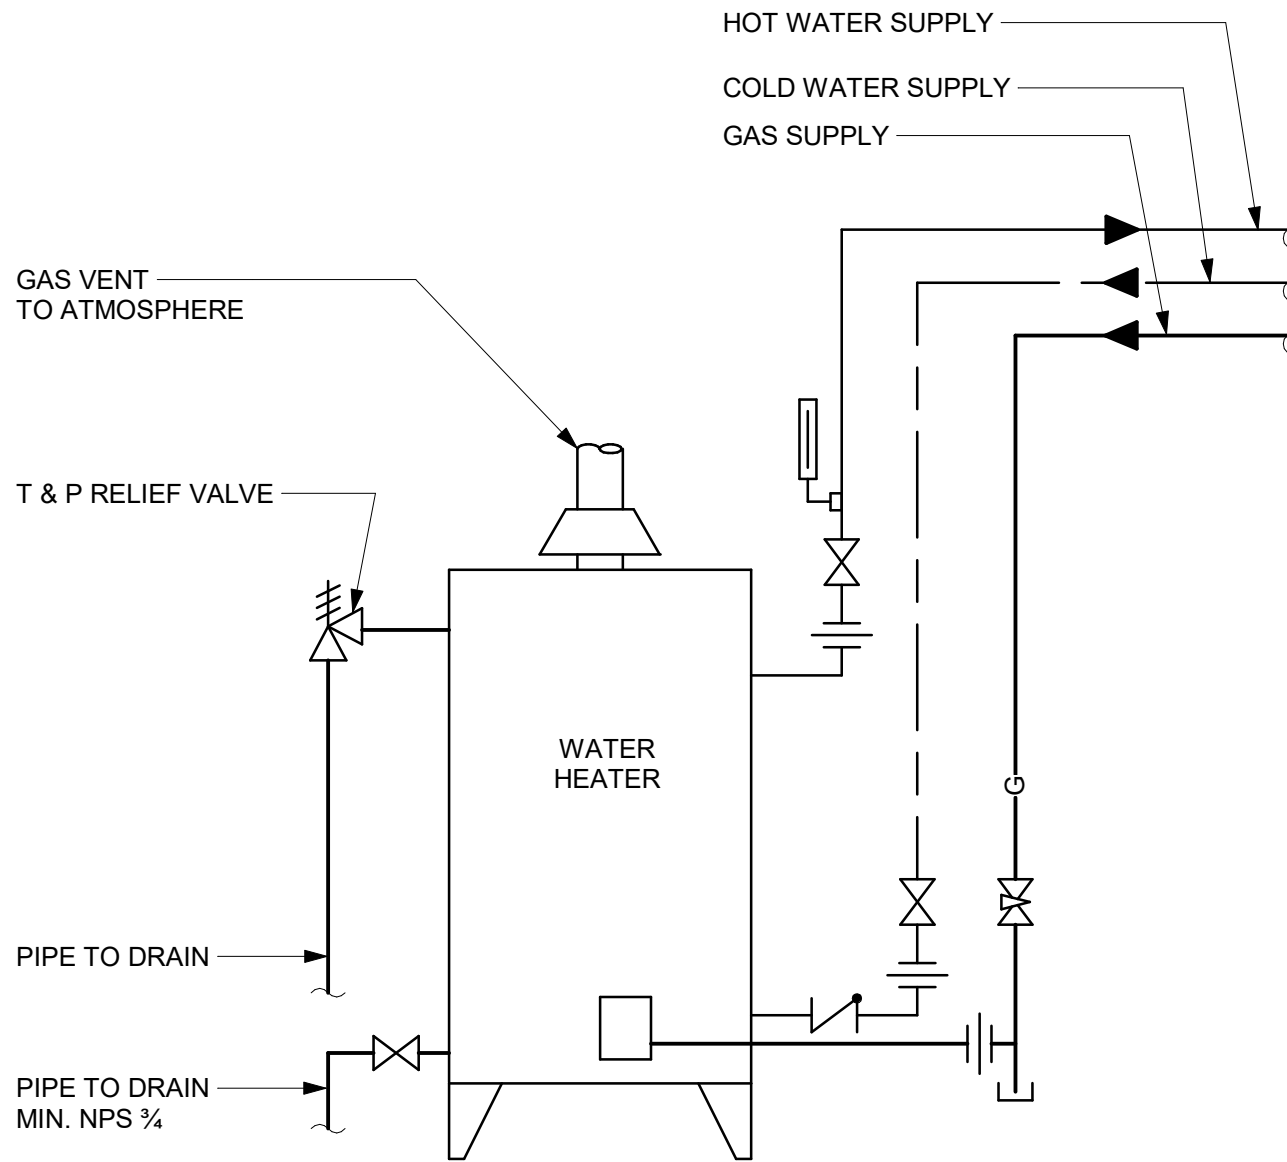 HOT WATER SUPPLY
COLD WATER SUPPLY
GAS SUPPLY
GAS VENT
TO ATMOSPHERE
T & P RELIEF VALVE
WATER
HEATER
G
PIPE TO DRAIN
PIPE TO DRAIN
MIN. NPS ¾